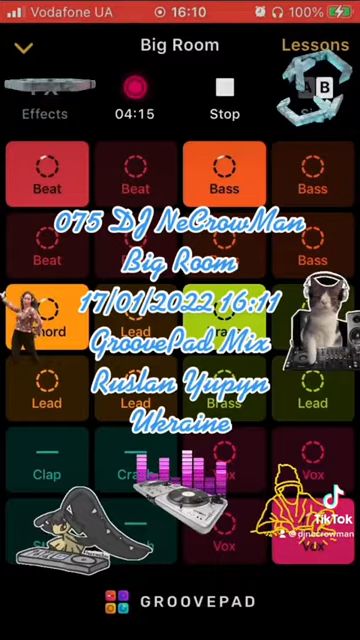 Vodafone UA
16:10
100%
Big Room
Lessons
B
Effects
04:15
Stop
Beat
Beat
Bass
Bass
Beat
075 DJ NeCrowMan
Big Room
17/01/2022 16:11
GroovePad Mix
Ruslan Yupyn
Ukraine
Lead
Lead
Lead
Brass
Lead
Clap
Vox
Vox
Vox
TikTok
@djnecrowman
GROOVEPAD